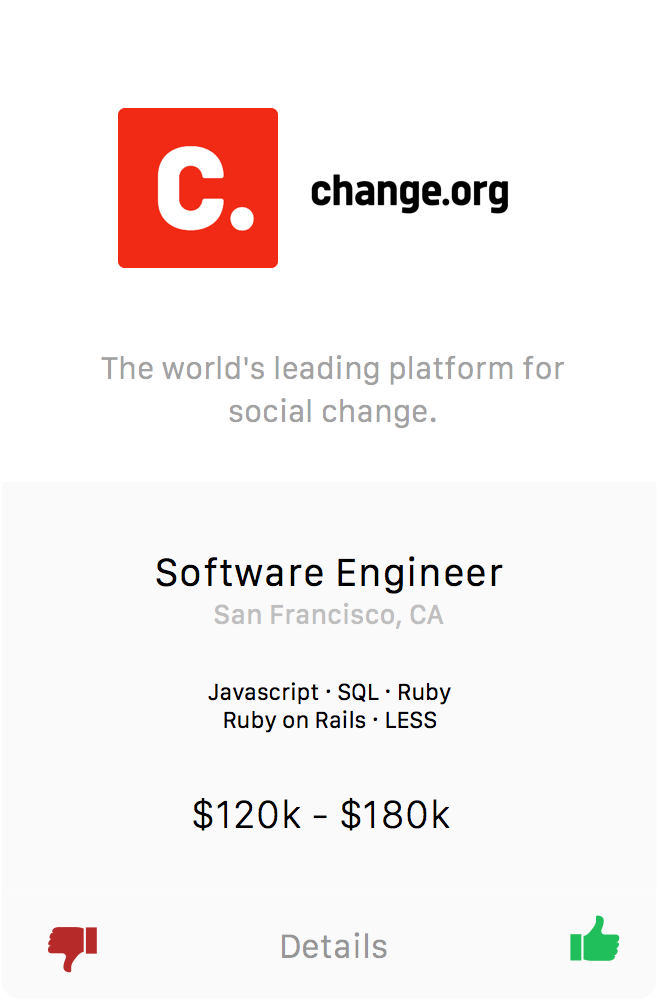 C.
change.org
The world's leading platform for
social change.
Software Engineer
San Francisco, CA
Javascript · SQL · Ruby
Ruby on Rails · LESS
$120k - $180k
Details